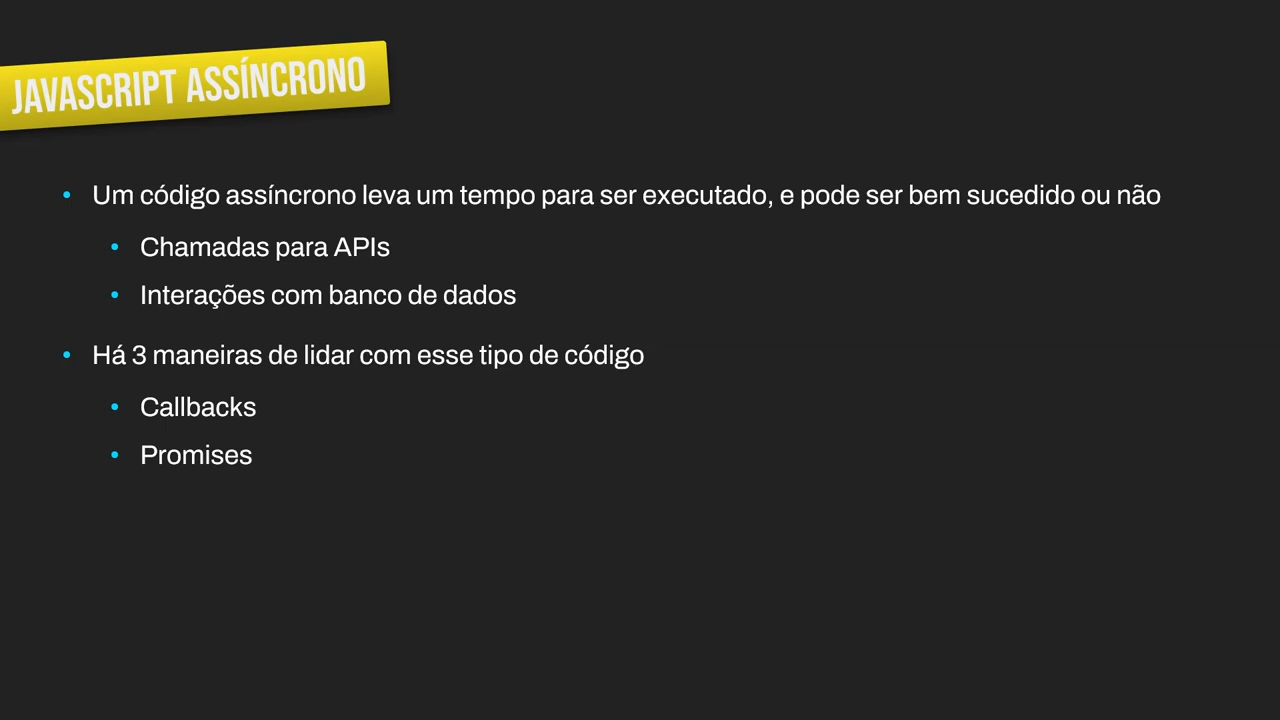 JAVASCRIPT ASSÍNCRONO
• Um código assíncrono leva um tempo para ser executado, e pode ser bem sucedido ou não
• Chamadas para APIs
• Interações com banco de dados
• Há 3 maneiras de lidar com esse tipo de código
• Callbacks
• Promises